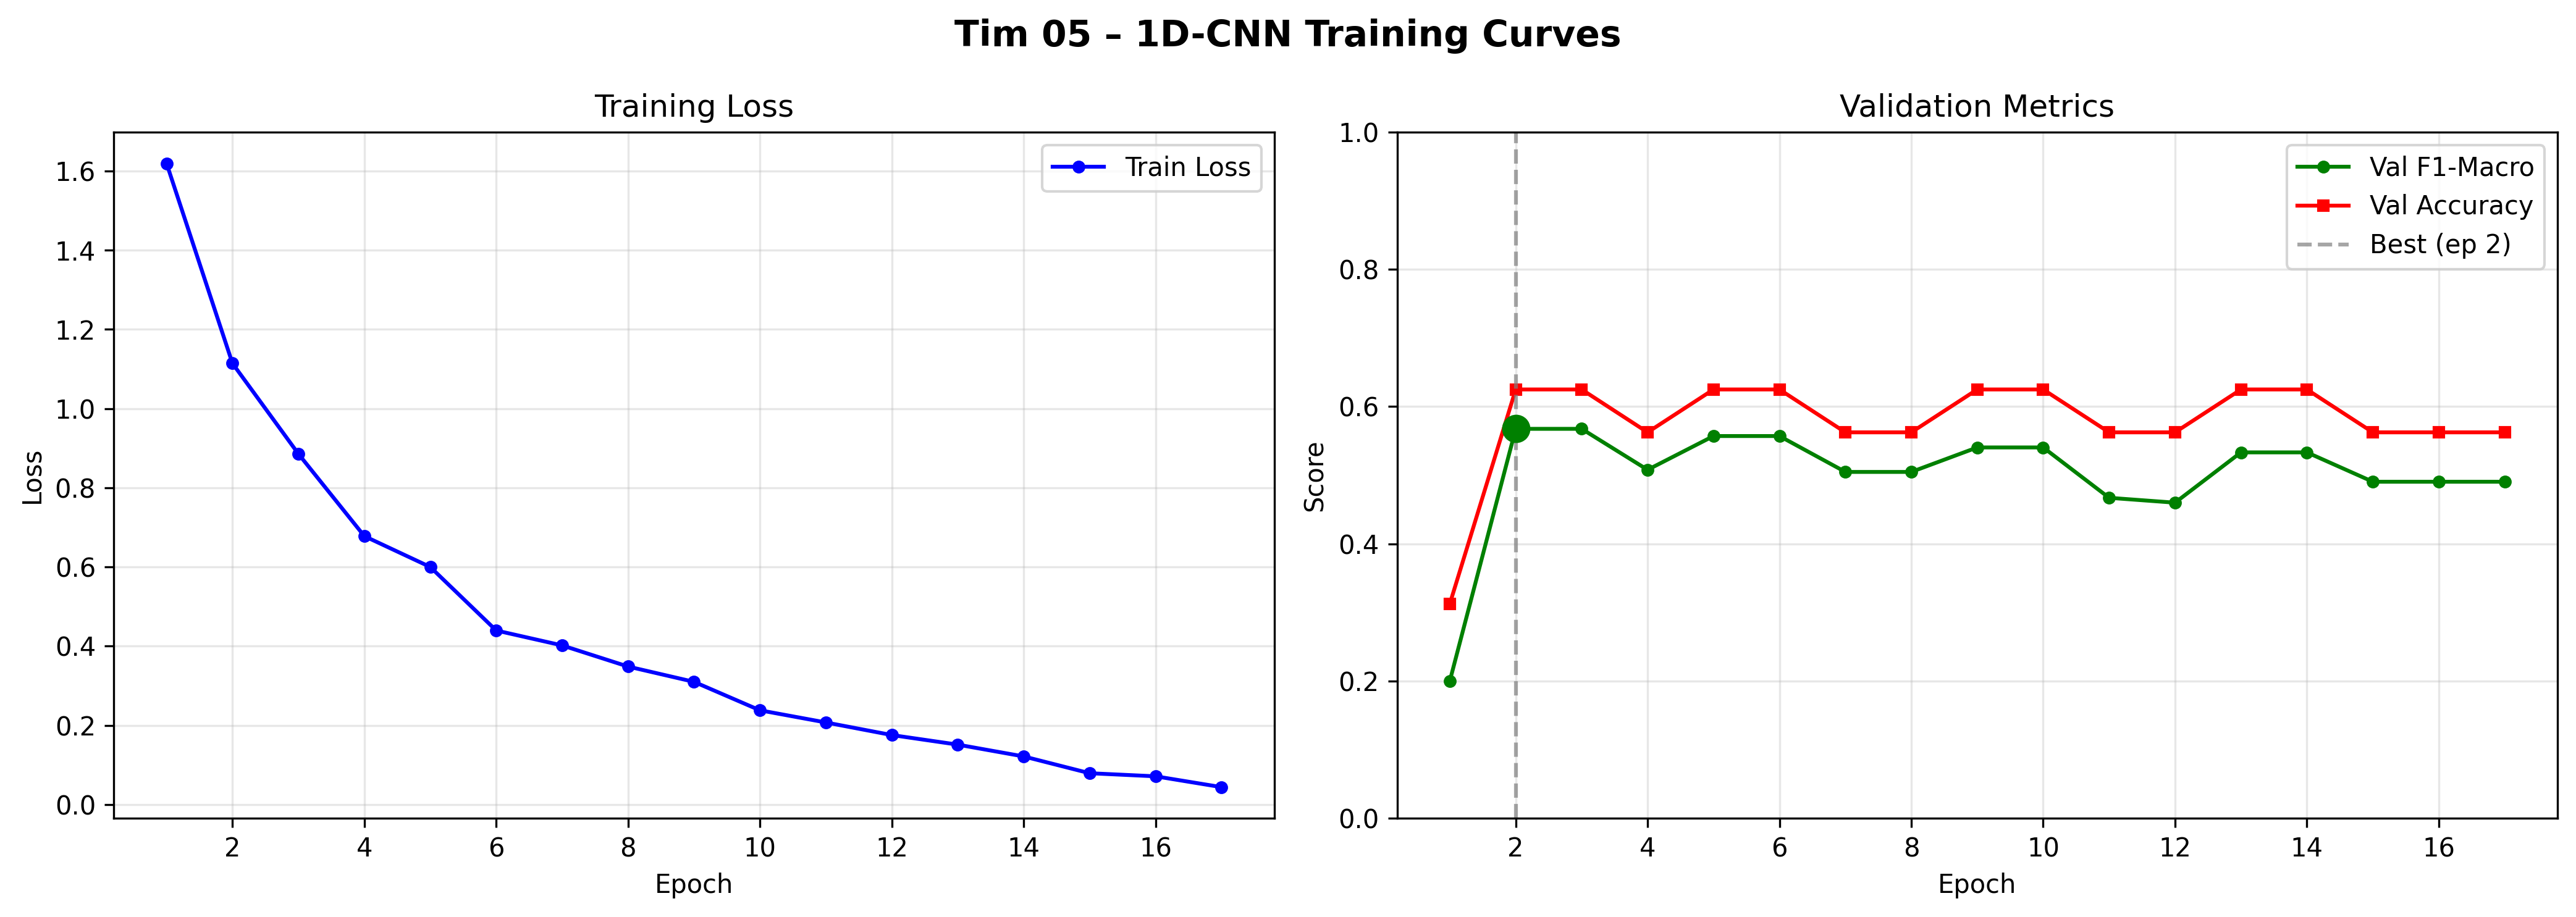 Tim 05 – 1D-CNN Training Curves
Training Loss
Train Loss
1.6
1.4
1.2
1.0
0.8
0.6
0.4
0.2
0.0
Loss
2 4 6 8 10 12 14 16
Epoch
Validation Metrics
Val F1-Macro
Val Accuracy
Best (ep 2)
1.0
0.8
0.6
0.4
0.2
0.0
Score
2 4 6 8 10 12 14 16
Epoch